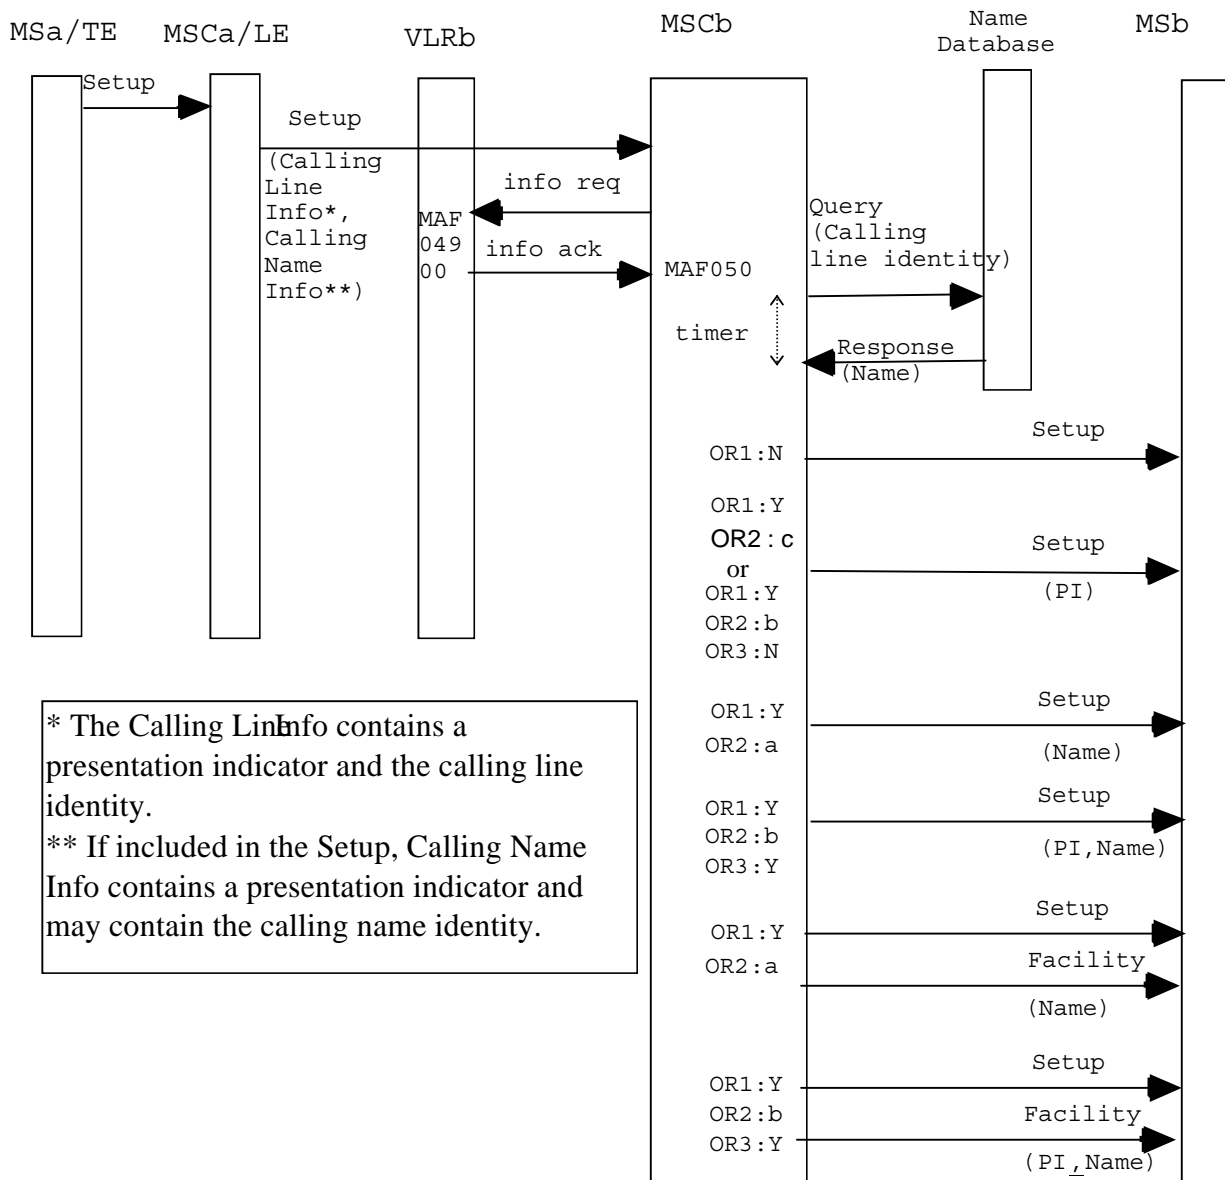 MSa/TE
MSCa/LE
VLRb
MSCb
Name
Database
MSb
Setup
Setup
(Calling
Line
Info*,
Calling
Name
Info**)
info req
MAF
049
00
info ack
MAF050
timer
Query
(Calling
line identity)
Response
(Name)
OR1:N
Setup
OR1:Y
OR2 : c
or
OR1:Y
OR2:b
OR3:N
Setup
(PI)
OR1:Y
OR2:a
Setup
(Name)
OR1:Y
OR2:b
OR3:Y
Setup
(PI,Name)
OR1:Y
OR2:a
Setup
Facility
(Name)
OR1:Y
OR2:b
OR3:Y
Setup
Facility
(PI,Name)
* The Calling Line Info contains a
presentation indicator and the calling line
identity.
** If included in the Setup, Calling Name
Info contains a presentation indicator and
may contain the calling name identity.